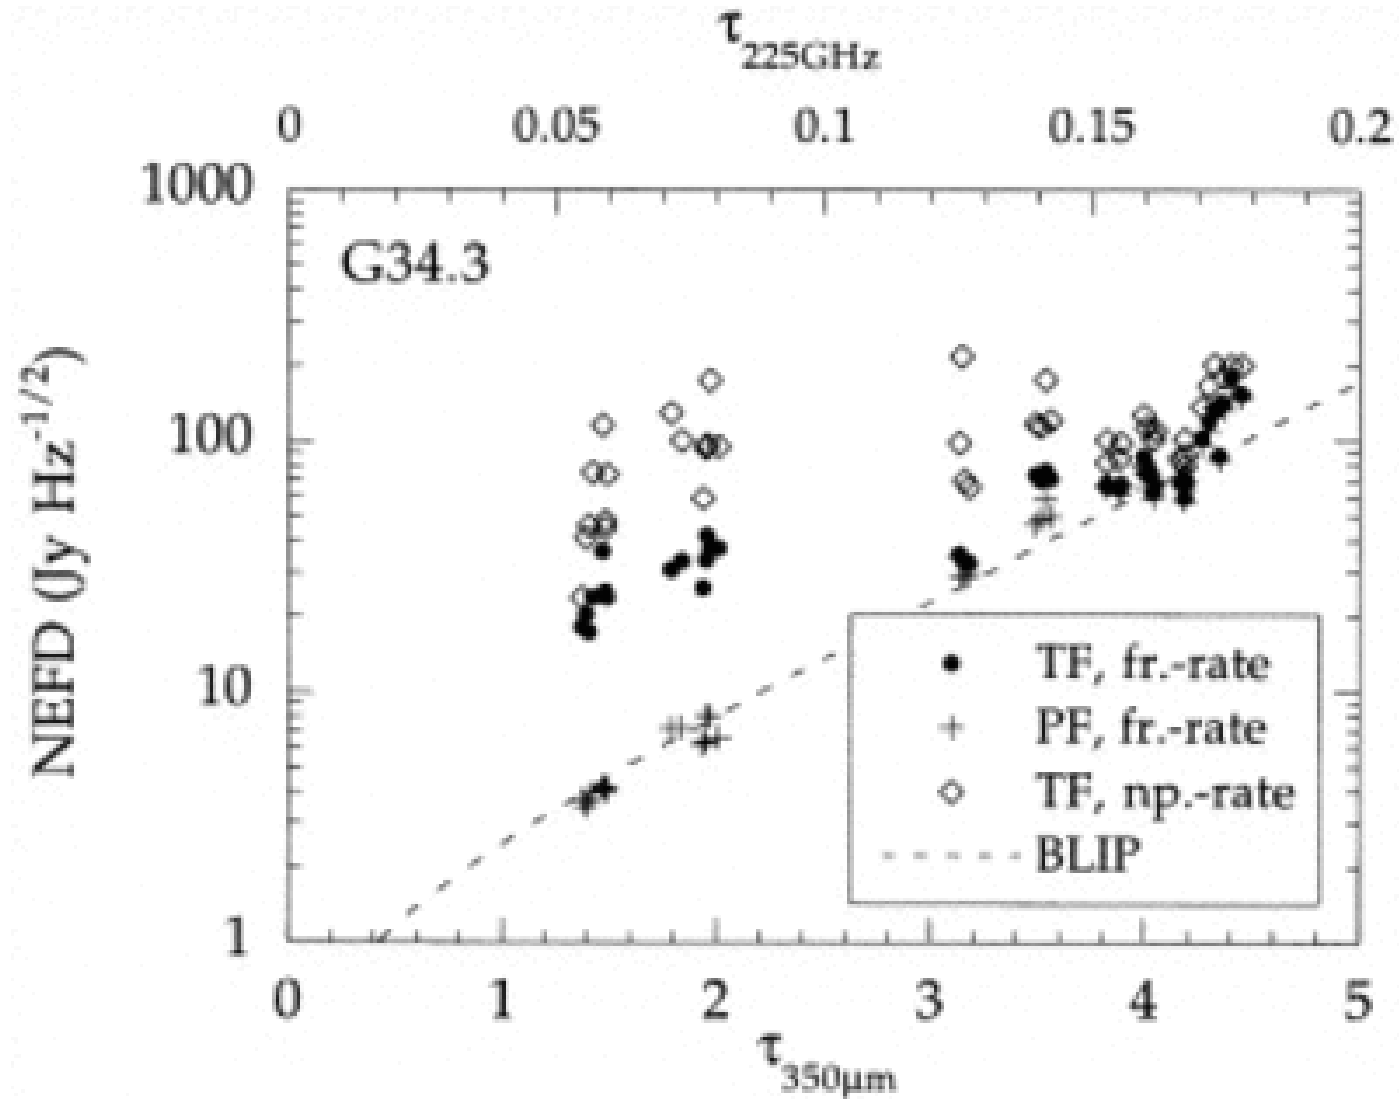 τ225GHz
0 0.05 0.1 0.15 0.2
1000
G34.3
100
NEFD (Jy Hz-1/2)
10
TF, fr.-rate
PF, fr.-rate
TF, np.-rate
BLIP
1
0 1 2 3 4 5
τ350μm